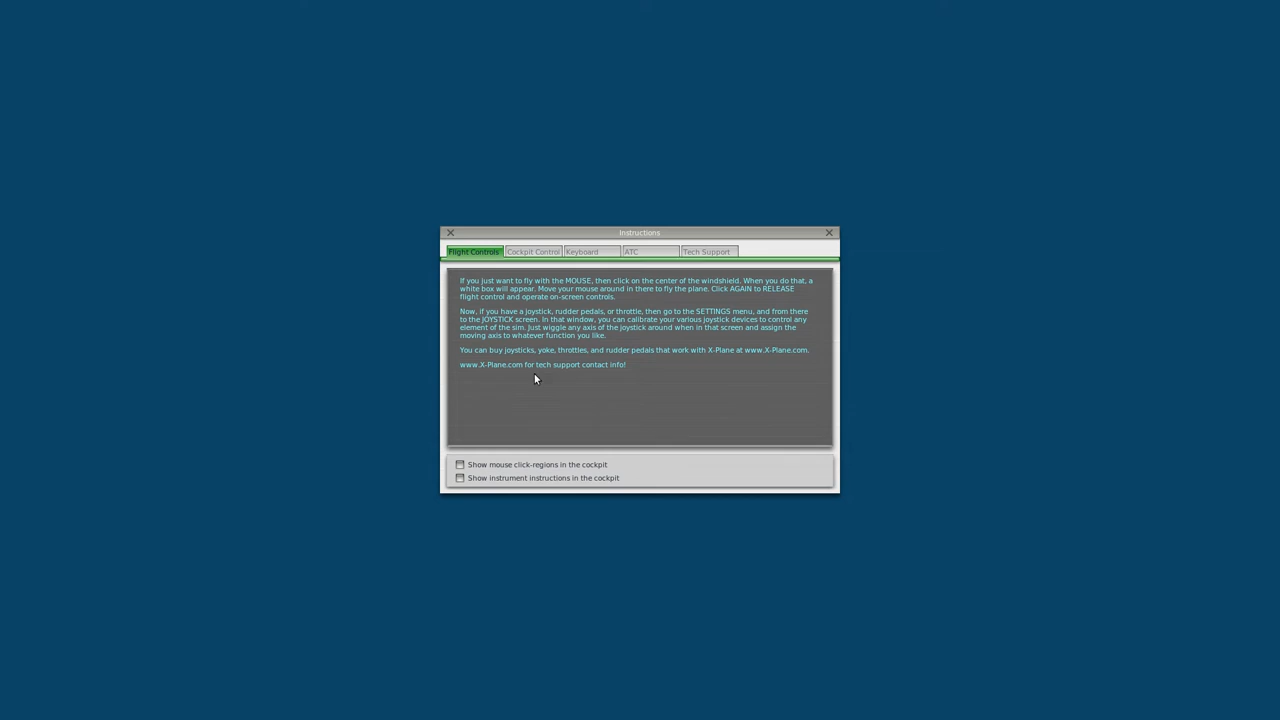 Instructions
Flight Controls
Cockpit Control
Keyboard
ATC
Tech Support
If you just want to fly with the MOUSE, then click on the center of the windshield. When you do that, a
white box will appear. Move your mouse around in there to fly the plane. Click AGAIN to RELEASE
flight control and operate on-screen controls.
Now, if you have a joystick, rudder pedals, or throttle, then go to the SETTINGS menu, and from there
to the JOYSTICK screen. In that window, you can calibrate your various joystick devices to control any
element of the sim. Just wiggle any axis of the joystick around when in that screen and assign the
moving axis to whatever function you like.
You can buy joysticks, yoke, throttles, and rudder pedals that work with X-Plane at www.X-Plane.com.
www.X-Plane.com for tech support contact info!
Show mouse click-regions in the cockpit
Show instrument instructions in the cockpit